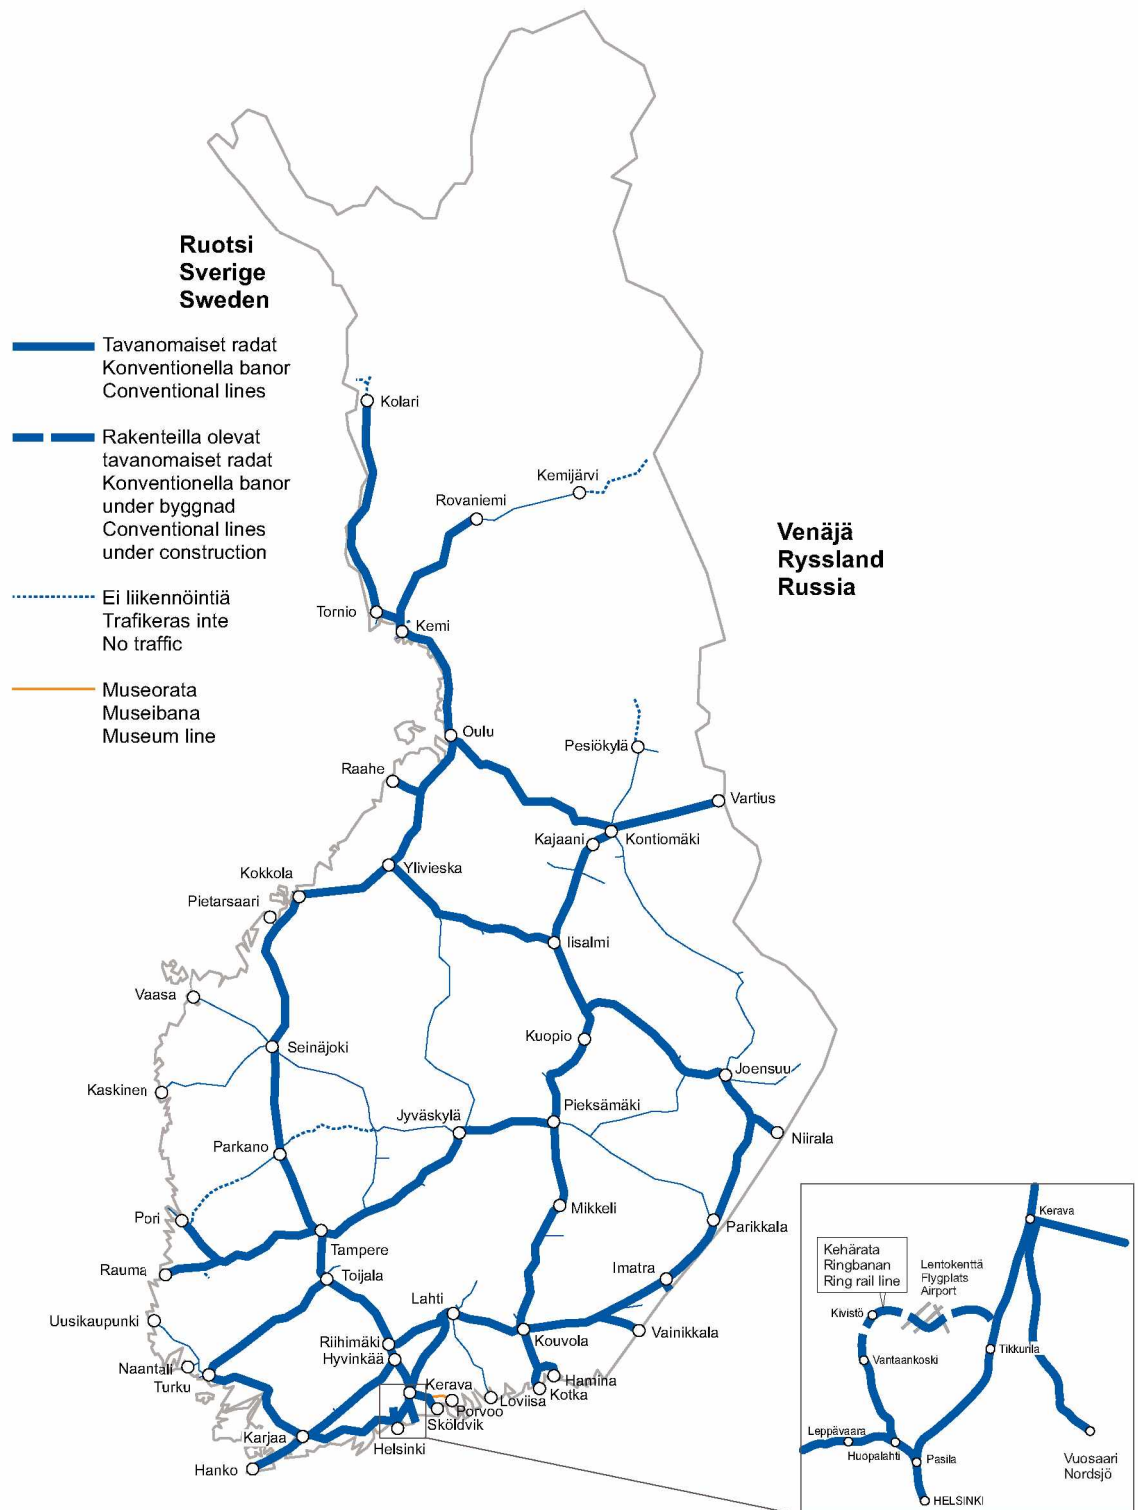 Ruotsi
Sverige
Sweden
Tavanomaiset radat
Konventionella banor
Conventional lines
Rakenteilla olevat
tavanomaiset radat
Konventionella banor
under byggnad
Conventional lines
under construction
Ei liikennöintiä
Trafikeras inte
No traffic
Museorata
Museibana
Museum line
Venäjä
Ryssland
Russia
Kolari
Kemijärvi
Rovaniemi
Tornio
Kemi
Oulu
Pesiökylä
Raahe
Vartius
Kajaani
Kontiomäki
Ylivieska
Kokkola
Pietarsaari
Iisalmi
Vaasa
Kuopio
Seinäjoki
Joensuu
Kaskinen
Pieksämäki
Jyväskylä
Niirala
Parkano
Mikkeli
Pori
Parikkala
Tampere
Rauma
Toijala
Imatra
Lahti
Uusikaupunki
Vainikkala
Riihimäki
Kouvola
Hyvinkää
Naantali
Turku
Hamina
Kerava
Kotka
Loviisa
Porvoo
Sköldvik
Karjaa
Helsinki
Hanko
Kerava
Kehärata
Ringbanan
Ring rail line
Lentokenttä
Flygplats
Airport
Kivistö
Tikkurila
Vantaankoski
Leppävaara
Huopalahti
Pasila
Vuosaari
Nordsjö
HELSINKI